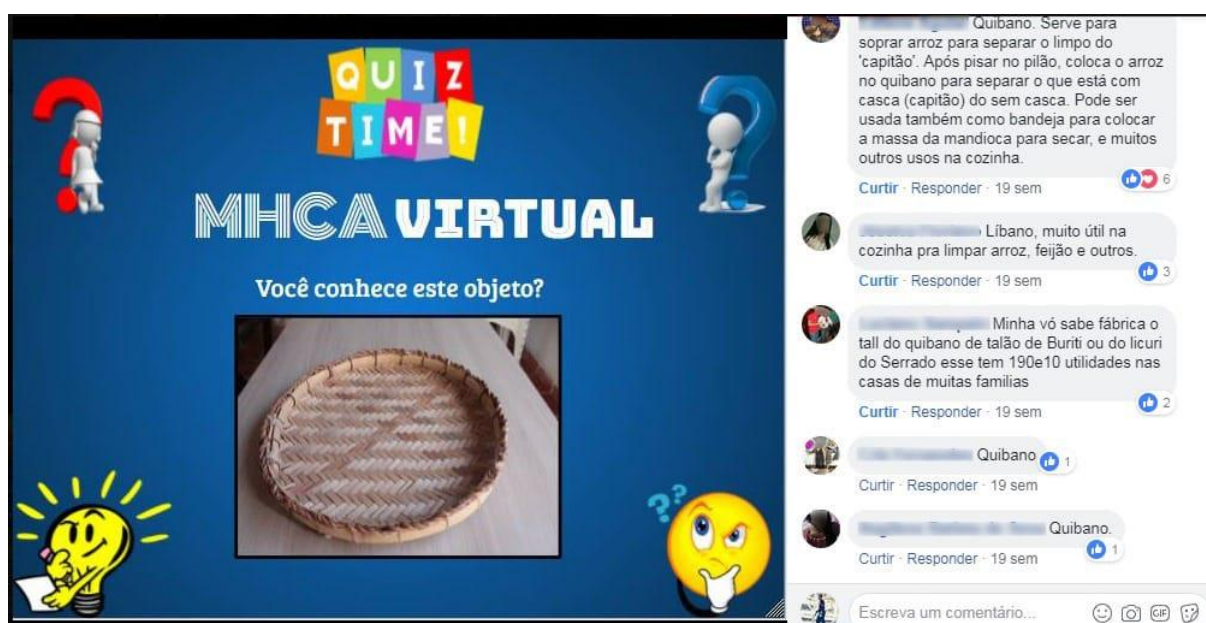 QUIZ
TIME!
MHCA VIRTUAL
Você conhece este objeto?
Quibano. Serve para
soprar arroz para separar o limpo do
'capitão'. Após pisar no pilão, coloca o arroz
no quibano para separar o que está com
casca (capitão) do sem casca. Pode ser
usada também como bandeja para colocar
a massa da mandioca para secar, e muitos
outros usos na cozinha.
Curtir · Responder · 19 sem
6
Líbano, muito útil na
cozinha pra limpar arroz, feijão e outros.
3
Curtir · Responder · 19 sem
Minha vó sabe fábrica o
tall do quibano de talão de Buriti ou do licuri
do Serrado esse tem 190e10 utilidades nas
casas de muitas familias
2
Curtir · Responder · 19 sem
Quibano
1
Curtir · Responder · 19 sem
Quibano.
1
Curtir · Responder · 19 sem
Escreva um comentário...
GIF